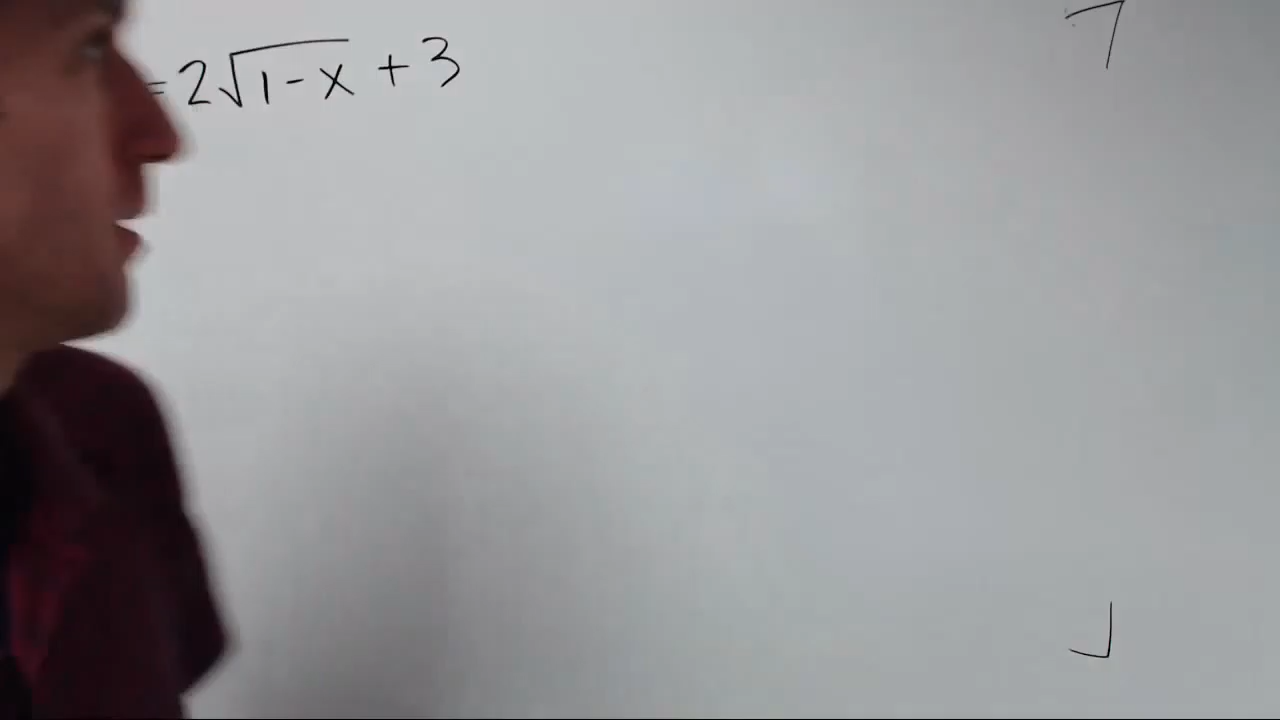 = 2√(1-x) + 3